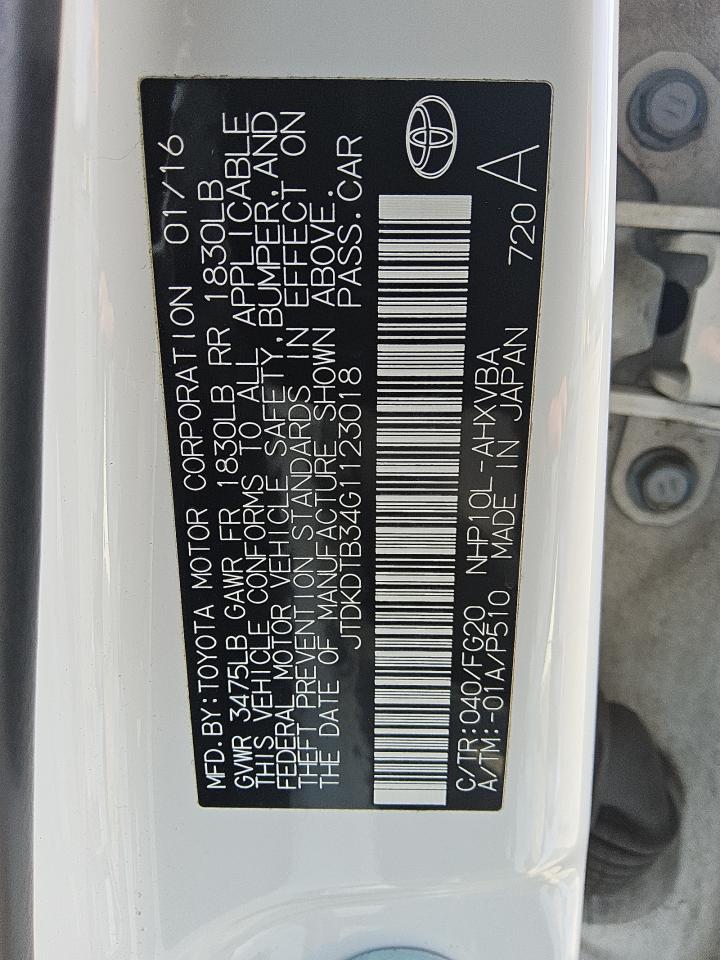 MFD.BY:TOYOTA MOTOR CORPORATION 01/16
GVWR 3475LB GAWR FR 1830LB RR 1830LB
THIS VEHICLE CONFORMS TO ALL APPLICABLE
FEDERAL MOTOR VEHICLE SAFETY,BUMPER,AND
THEFT PREVENTION STANDARDS IN EFFECT ON
THE DATE OF MANUFACTURE SHOWN ABOVE.
JTDKDTB34G1123018 PASS.CAR
C/TR:040/FG20 NHP10L-AHXVBA
A/TM:-01A/P510 MADE IN JAPAN 720 A